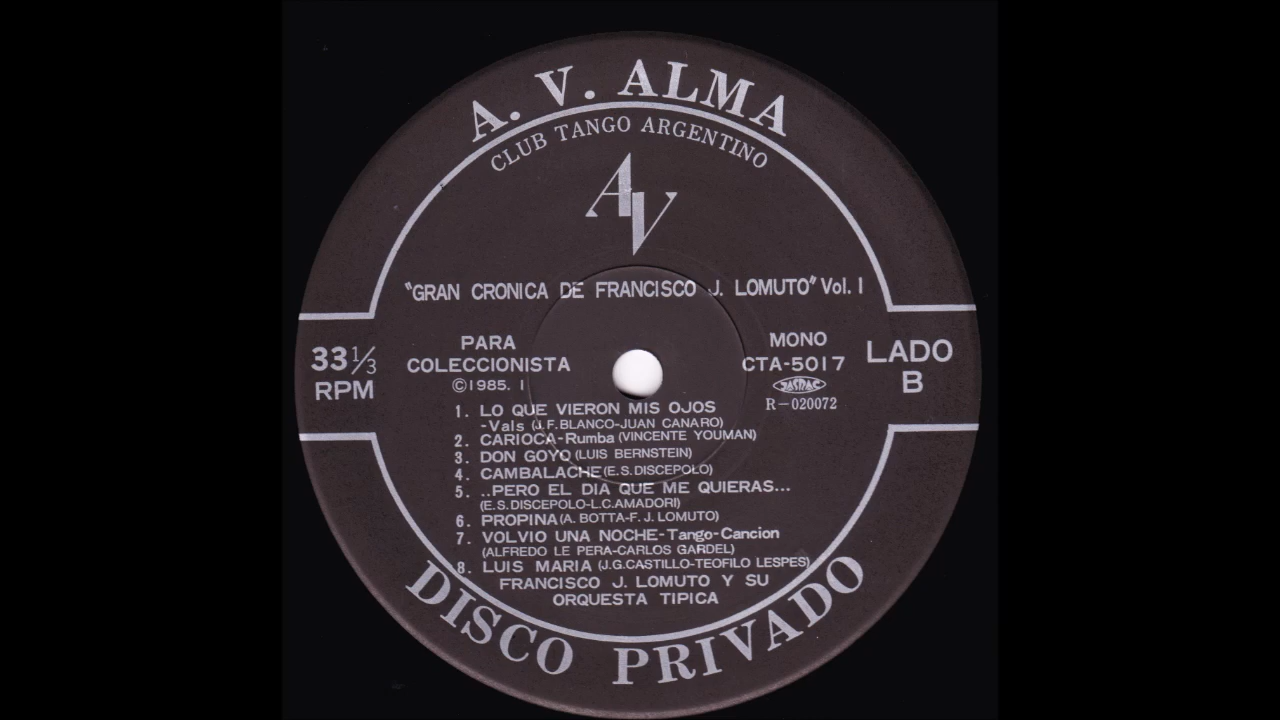 A. V. ALMA
CLUB TANGO ARGENTINO
AV
"GRAN CRONICA DE FRANCISCO J. LOMUTO" Vol. I
PARA
COLECCIONISTA
©1985. I
MONO
CTA-5017
JASRAC
R-020072
33 1/3
RPM
LADO
B
1. LO QUE VIERON MIS OJOS
-Vals (J.F.BLANCO-JUAN CANARO)
2. CARIOCA-Rumba (VINCENTE YOUMAN)
3. DON GOYO (LUIS BERNSTEIN)
4. CAMBALACHE (E.S.DISCEPOLO)
5. ..PERO EL DIA QUE ME QUIERAS...
(E.S.DISCEPOLO-L.C.AMADORI)
6. PROPINA (A. BOTTA-F. J. LOMUTO)
7. VOLVIO UNA NOCHE-Tango-Cancion
(ALFREDO LE PERA-CARLOS GARDEL)
8. LUIS MARIA (J.G.CASTILLO-TEOFILO LESPES)
FRANCISCO J. LOMUTO Y SU
ORQUESTA TIPICA
DISCO PRIVADO